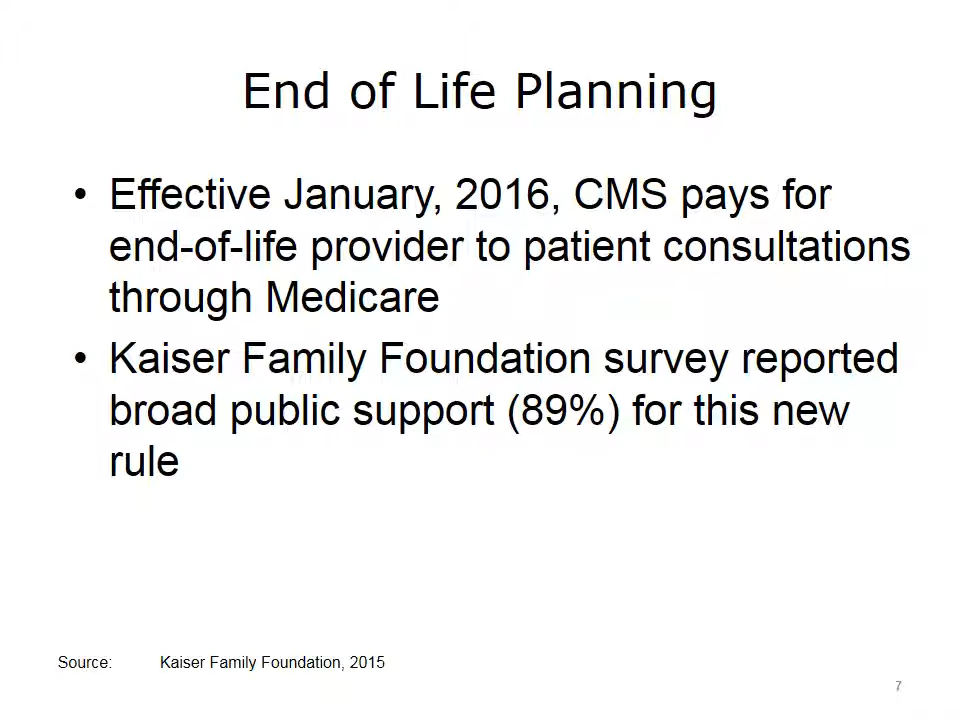 End of Life Planning
• Effective January, 2016, CMS pays for
end-of-life provider to patient consultations
through Medicare
• Kaiser Family Foundation survey reported
broad public support (89%) for this new
rule
Source: Kaiser Family Foundation, 2015
7